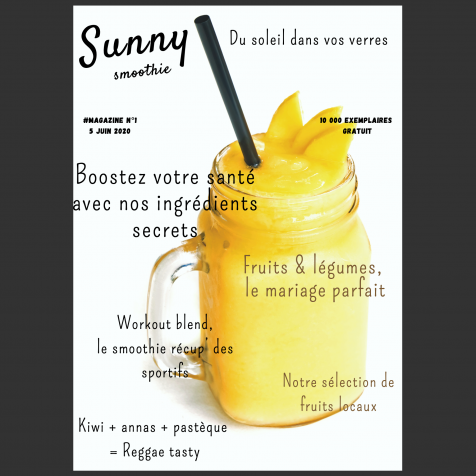 Sunny
smoothie
Du soleil dans vos verres
#MAGAZINE N°1
5 JUIN 2020
10 000 EXEMPLAIRES
GRATUIT
Boostez votre santé
avec nos ingrédients
secrets
Fruits & légumes,
le mariage parfait
Workout blend,
le smoothie récup' des
sportifs
Notre sélection de
fruits locaux
Kiwi + annas + pastèque
= Reggae tasty